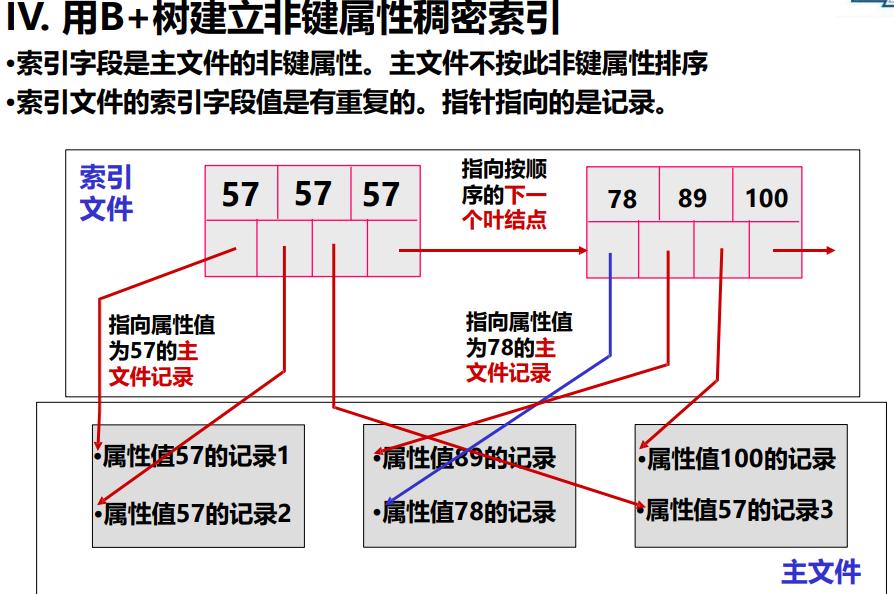 IV. 用B+树建立非键属性稠密索引
•索引字段是主文件的非键属性。主文件不按此非键属性排序
•索引文件的索引字段值是有重复的。指针指向的是记录。
索引
文件
57 57 57
指向按顺
序的下一
个叶结点
78 89 100
指向属性值
为57的主
文件记录
指向属性值
为78的主
文件记录
•属性值57的记录1
•属性值57的记录2
•属性值89的记录
•属性值78的记录
•属性值100的记录
•属性值57的记录3
主文件